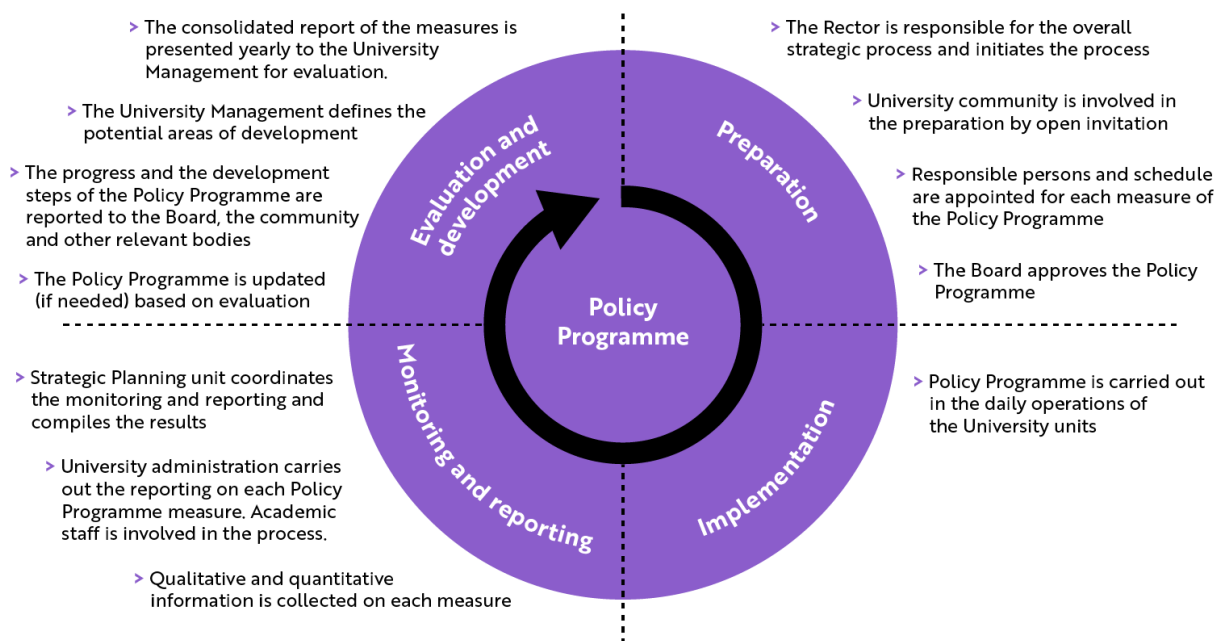 > The consolidated report of the measures is
presented yearly to the University
Management for evaluation.
> The University Management defines the
potential areas of development
> The progress and the development
steps of the Policy Programme are
reported to the Board, the community
and other relevant bodies
> The Policy Programme is updated
(if needed) based on evaluation
Evaluation and
development
Preparation
> The Rector is responsible for the overall
strategic process and initiates the process
> University community is involved in
the preparation by open invitation
> Responsible persons and schedule
are appointed for each measure of
the Policy Programme
> The Board approves the Policy
Programme
Policy
Programme
> Strategic Planning unit coordinates
the monitoring and reporting and
compiles the results
> University administration carries
out the reporting on each Policy
Programme measure. Academic
staff is involved in the process.
> Qualitative and quantitative
information is collected on each measure
Monitoring and reporting
Implementation
> Policy Programme is carried out
in the daily operations of
the University units